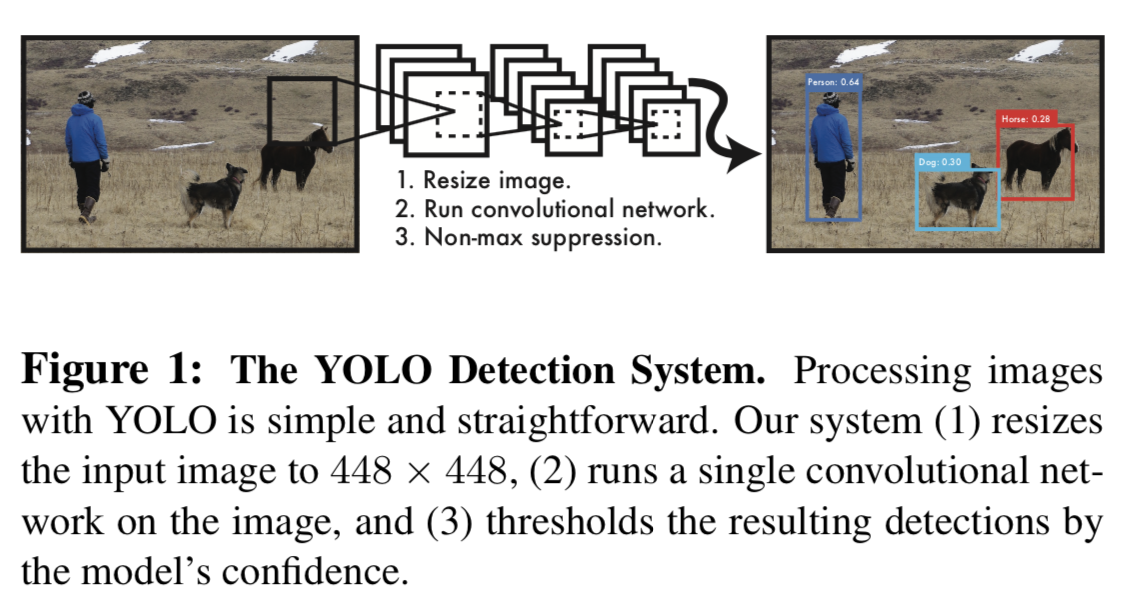 Person: 0.64
Horse: 0.28
Dog: 0.30
1. Resize image.
2. Run convolutional network.
3. Non-max suppression.
Figure 1: The YOLO Detection System. Processing images
with YOLO is simple and straightforward. Our system (1) resizes
the input image to 448 × 448, (2) runs a single convolutional net-
work on the image, and (3) thresholds the resulting detections by
the model's confidence.